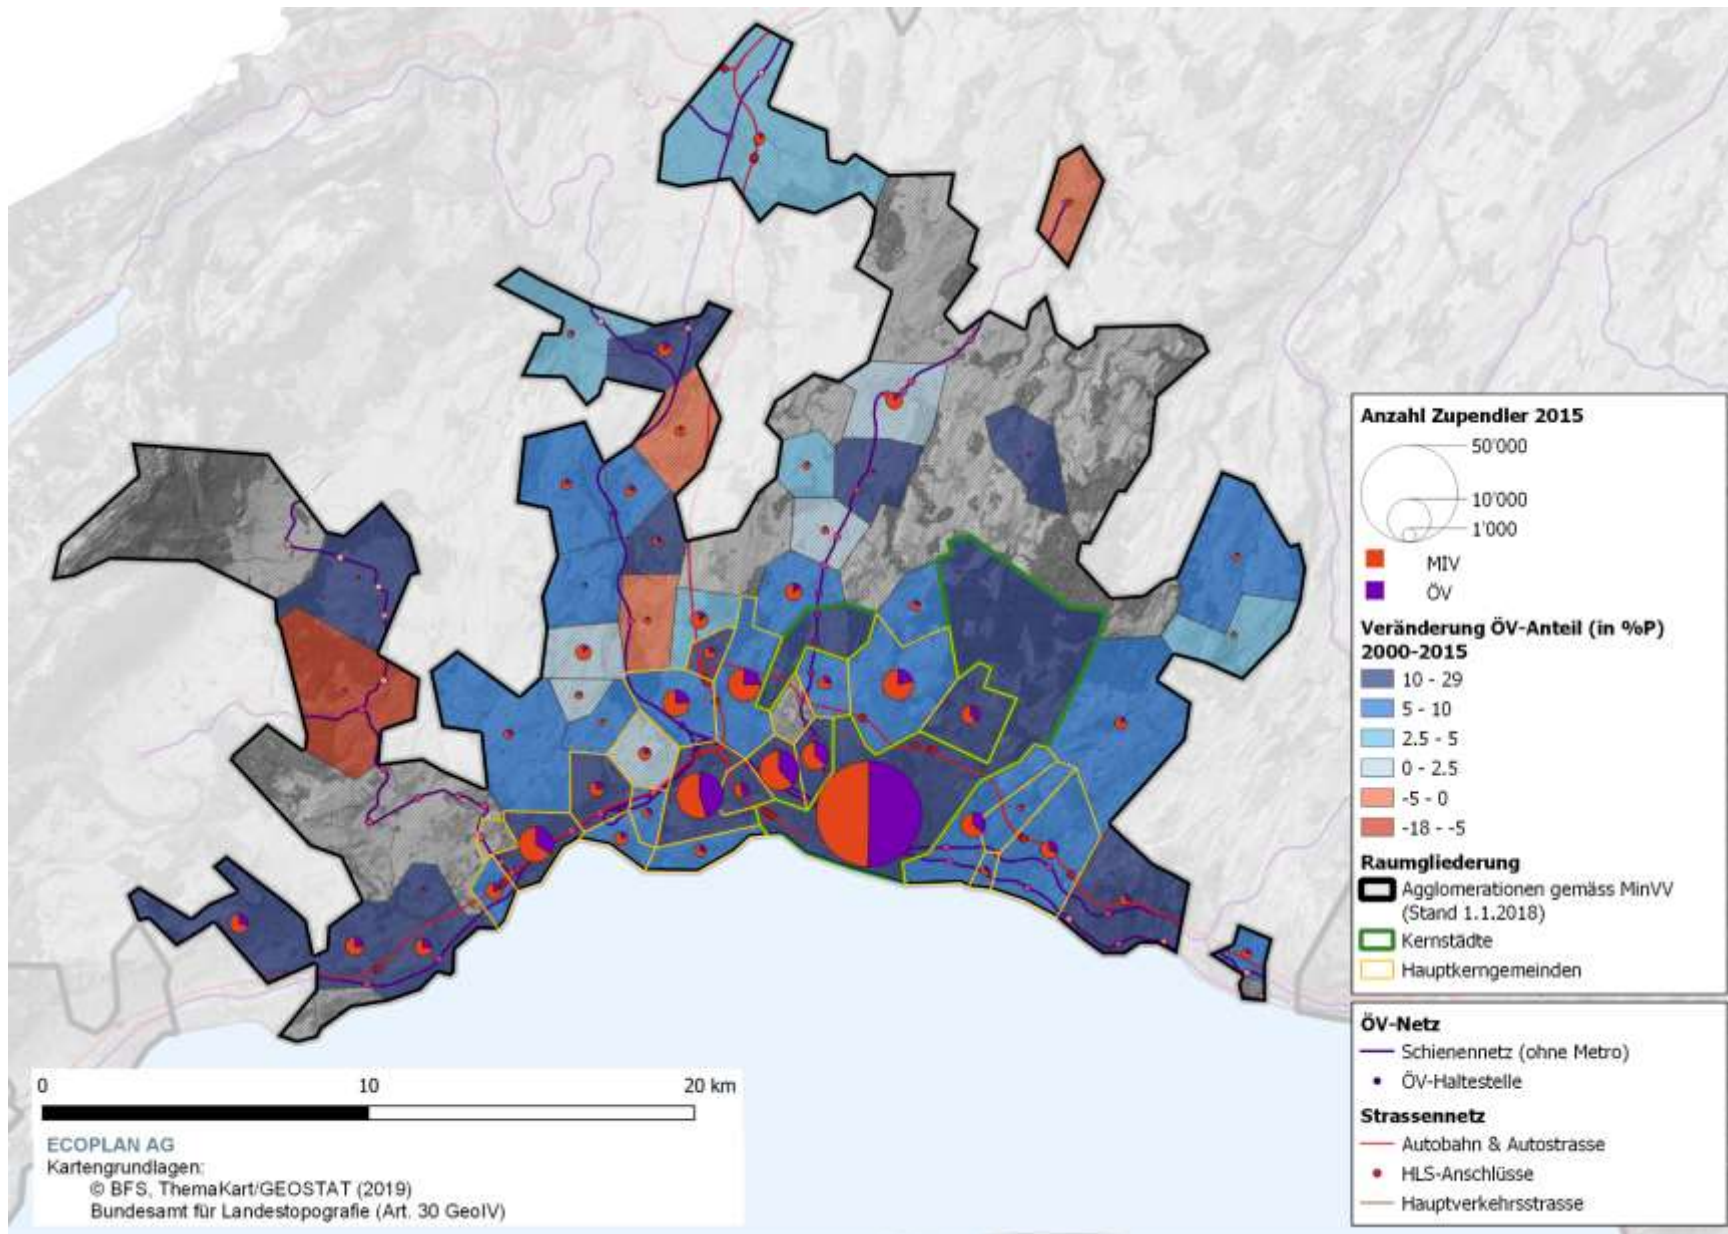 Anzahl Zupendler 2015
50'000
10'000
1'000
MIV
ÖV
Veränderung ÖV-Anteil (in %P)
2000-2015
10 - 29
5 - 10
2.5 - 5
0 - 2.5
-5 - 0
-18 - -5
Raumgliederung
Agglomerationen gemäss MinVV
(Stand 1.1.2018)
Kernstädte
Hauptkerngemeinden
ÖV-Netz
Schienennetz (ohne Metro)
ÖV-Haltestelle
Strassennetz
Autobahn & Autostrasse
HLS-Anschlüsse
Hauptverkehrsstrasse
0 10 20 km
ECOPLAN AG
Kartengrundlagen:
© BFS, ThemaKart/GEOSTAT (2019)
Bundesamt für Landestopografie (Art. 30 GeoIV)